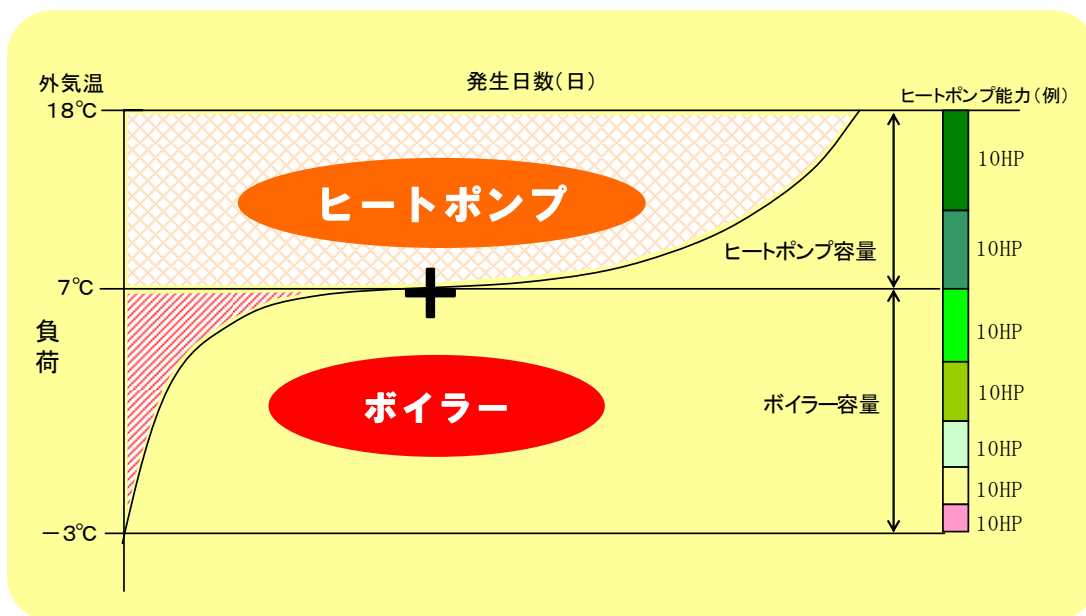 外気温
発生日数(日)
ヒートポンプ能力(例)
18℃
10HP
ヒートポンプ
10HP
ヒートポンプ容量
7℃
＋
負荷
10HP
ボイラー
ボイラー容量
10HP
10HP
10HP
10HP
－3℃